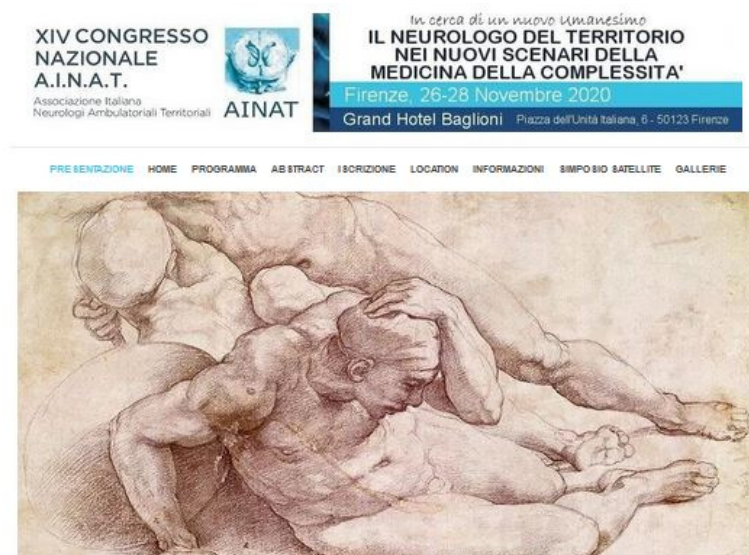 XIV CONGRESSO
NAZIONALE
A.I.N.A.T.
Associazione Italiana
Neurologi Ambulatoriali Territoriali
AINAT
In cerca di un nuovo Umanesimo
IL NEUROLOGO DEL TERRITORIO
NEI NUOVI SCENARI DELLA
MEDICINA DELLA COMPLESSITA'
Firenze, 26-28 Novembre 2020
Grand Hotel Baglioni Piazza dell'Unità Italiana, 6 - 50123 Firenze
PRESENTAZIONE HOME PROGRAMMA ABSTRACT ISCRIZIONE LOCATION INFORMAZIONI SIMPOSIO SATELLITE GALLERIE